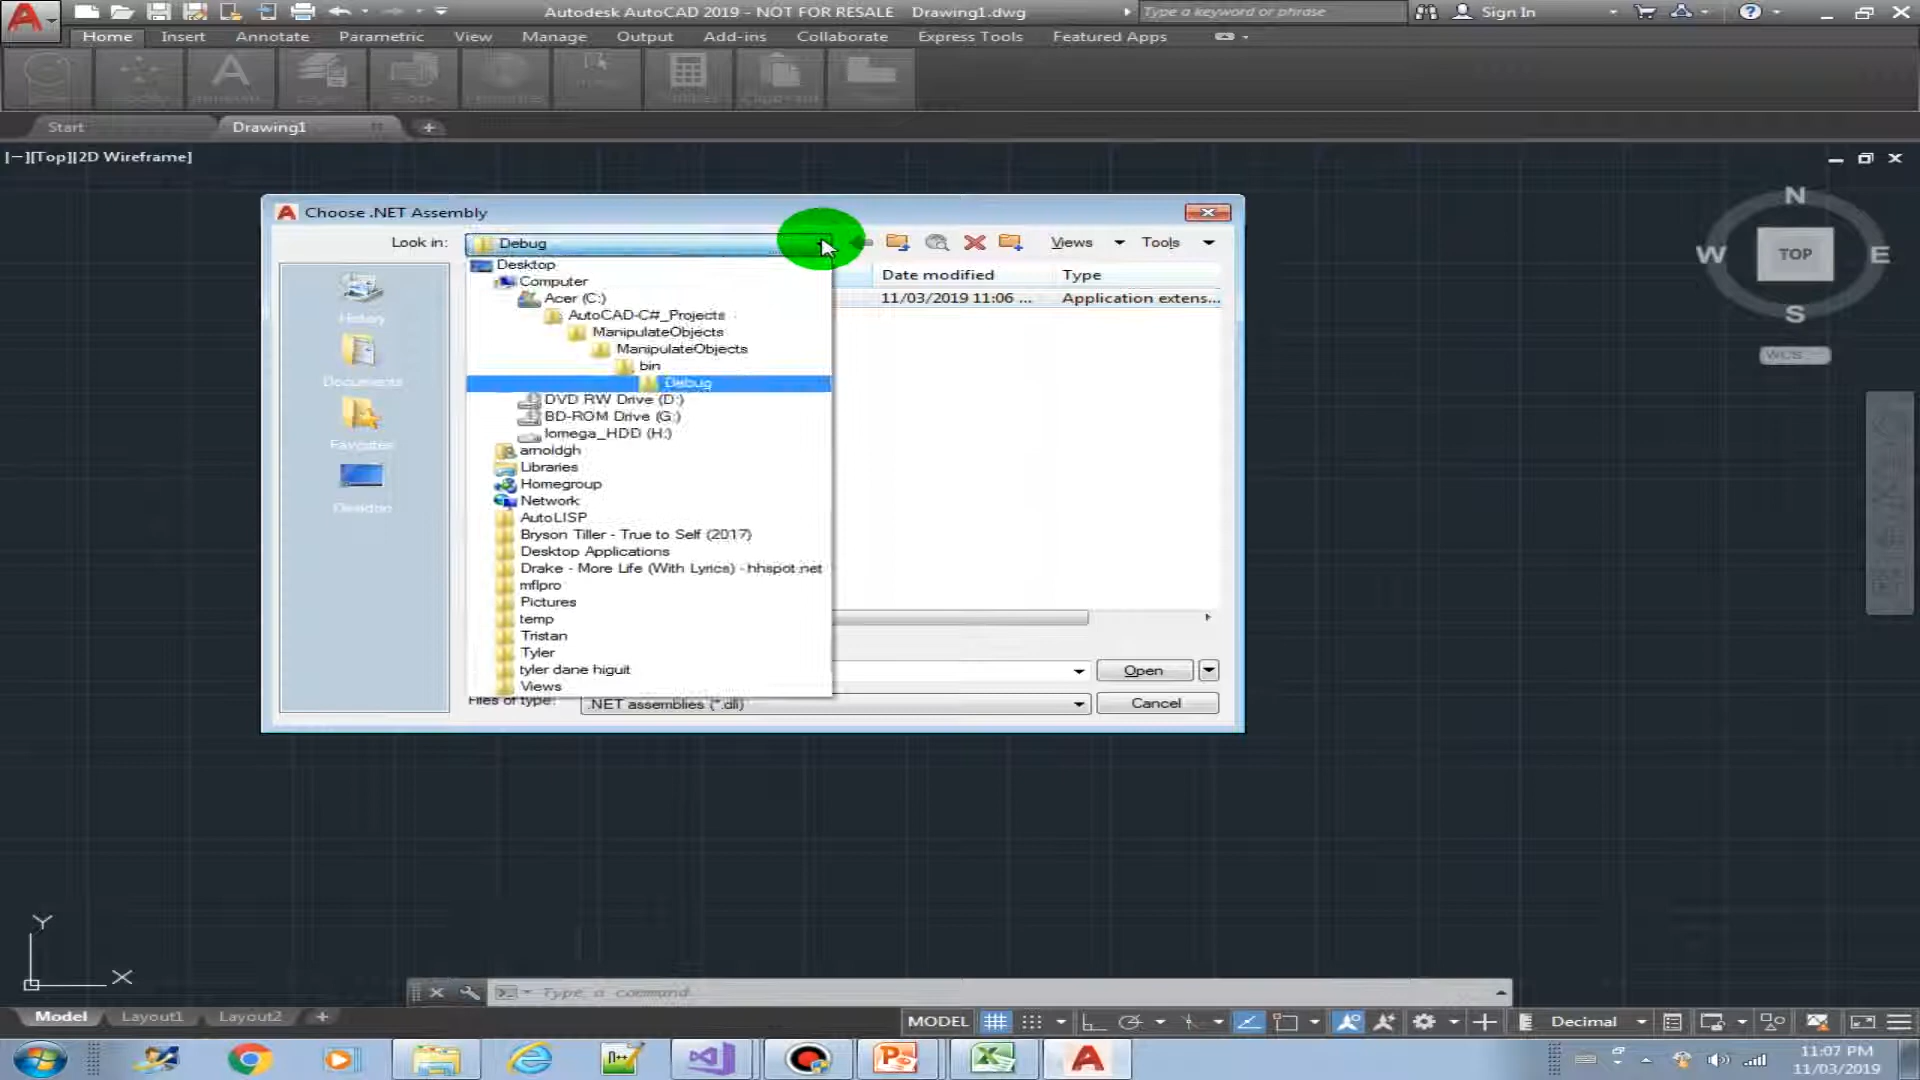 Autodesk AutoCAD 2019 - NOT FOR RESALE Drawing1.dwg
Type a keyword or phrase
Sign In
Home Insert Annotate Parametric View Manage Output Add-ins Collaborate Express Tools Featured Apps
Start
Drawing1
[−][Top][2D Wireframe]
Choose .NET Assembly
Look in: Debug
Views Tools
Desktop
Computer
Acer (C:)
AutoCAD-C#_Projects
ManipulateObjects
ManipulateObjects
bin
Debug
DVD RW Drive (D:)
BD-ROM Drive (G:)
Iomega_HDD (H:)
arnoldgh
Libraries
Homegroup
Network
AutoLISP
Bryson Tiller - True to Self (2017)
Desktop Applications
Drake - More Life (With Lyrics) - hhspot.net
mflpro
Pictures
temp
Tristan
Tyler
tyler dane higuit
Views
Date modified Type
11/03/2019 11:06 ... Application extens...
History
Documents
Favorites
Desktop
Open
Files of type: .NET assemblies (*.dll)
Cancel
N
W TOP E
S
WCS
Y
X
Type a command
Model Layout1 Layout2
MODEL
Decimal
11:07 PM
11/03/2019